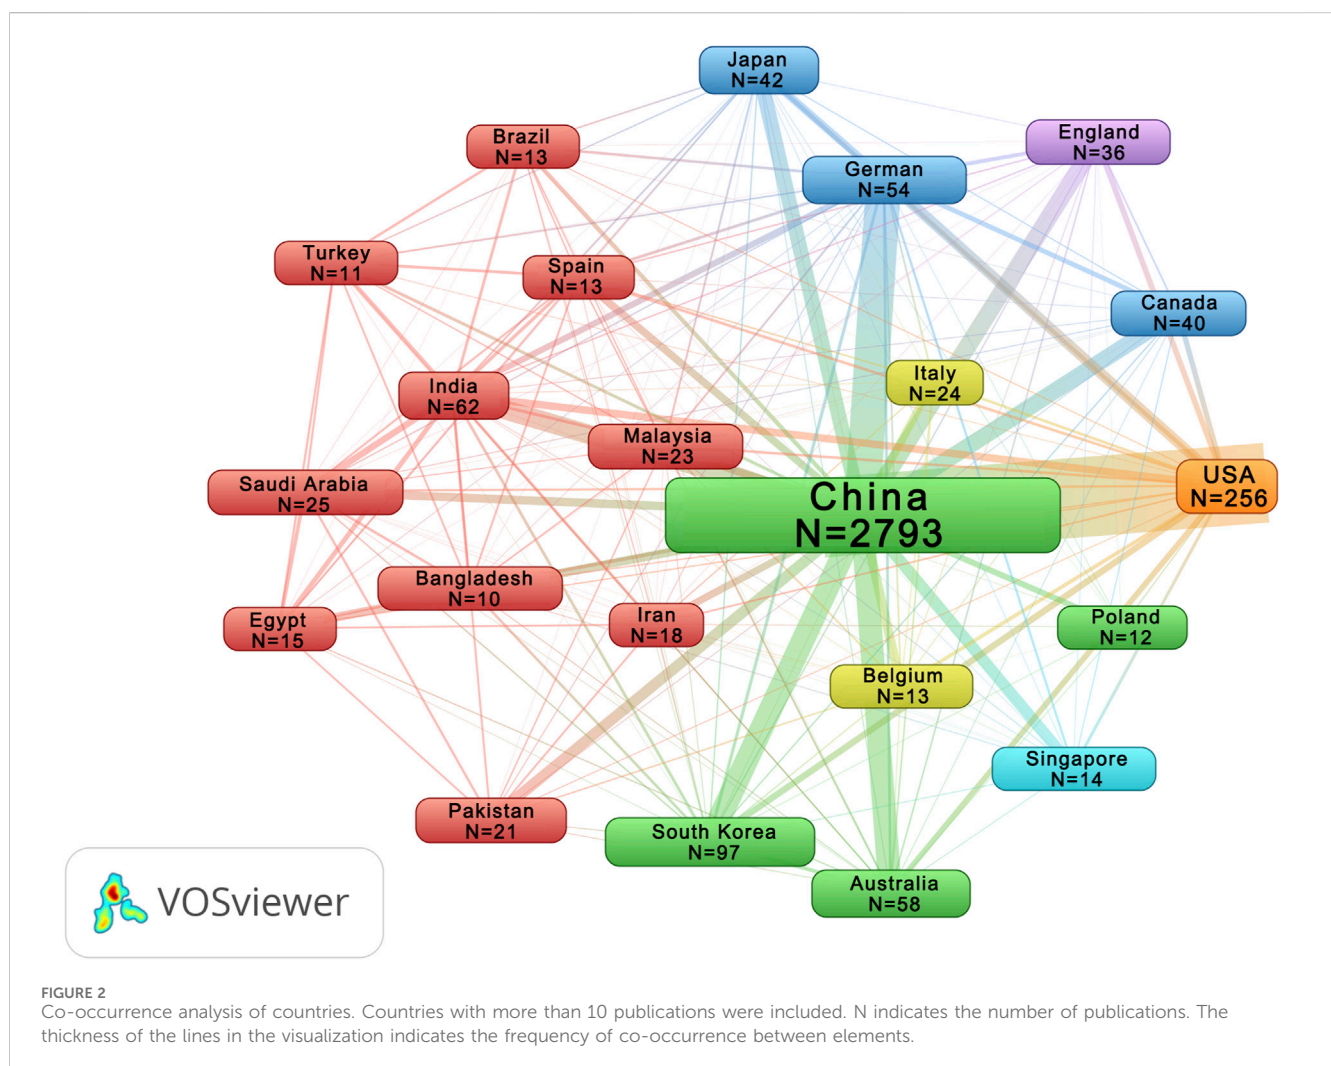 Japan
N=42
Brazil
N=13
England
N=36
German
N=54
Turkey
N=11
Spain
N=13
Canada
N=40
Italy
N=24
India
N=62
Malaysia
N=23
Saudi Arabia
N=25
China
N=2793
USA
N=256
Bangladesh
N=10
Egypt
N=15
Iran
N=18
Poland
N=12
Belgium
N=13
Singapore
N=14
Pakistan
N=21
South Korea
N=97
Australia
N=58
VOSviewer
FIGURE 2
Co-occurrence analysis of countries. Countries with more than 10 publications were included. N indicates the number of publications. The
thickness of the lines in the visualization indicates the frequency of co-occurrence between elements.